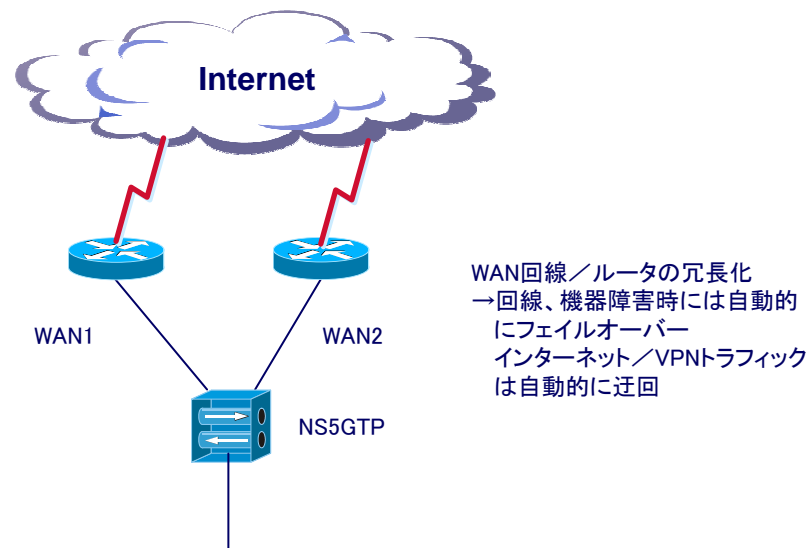 Internet
WAN1
WAN2
WAN回線／ルータの冗長化
→回線、機器障害時には自動的
にフェイルオーバー
インターネット／VPNトラフィック
は自動的に迂回
NS5GTP